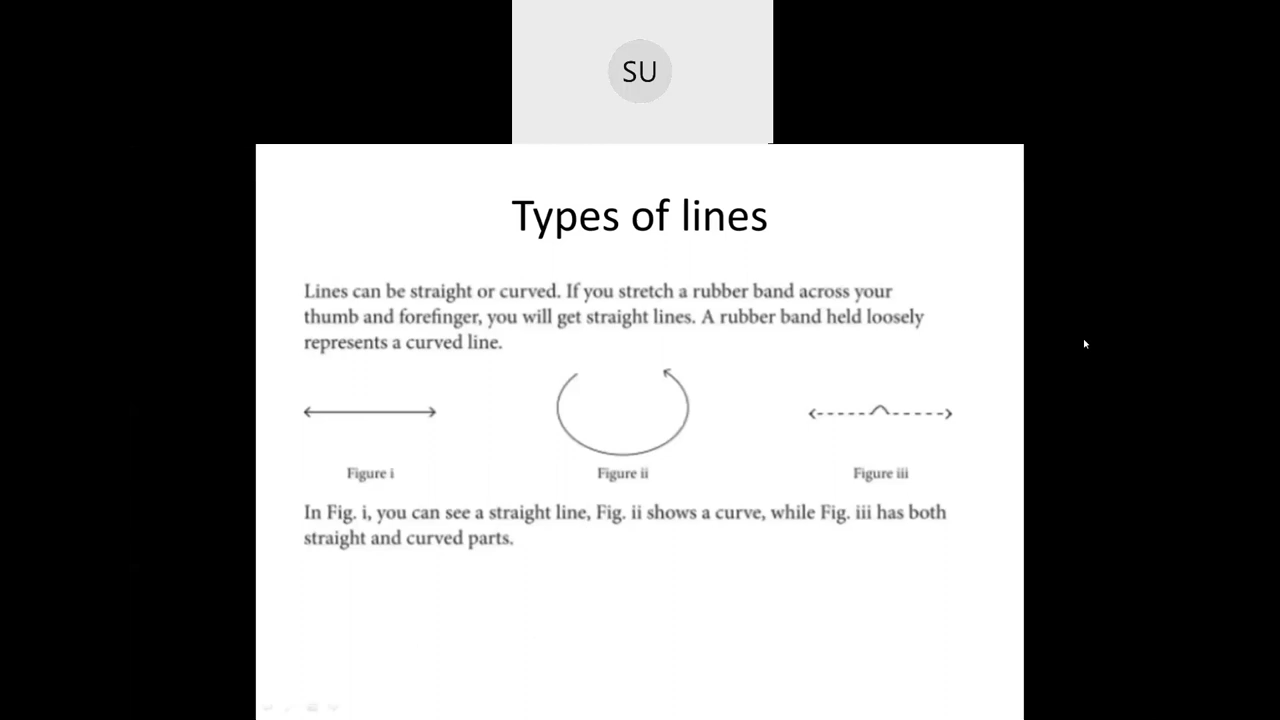 SU
Types of lines
Lines can be straight or curved. If you stretch a rubber band across your
thumb and forefinger, you will get straight lines. A rubber band held loosely
represents a curved line.
Figure i
Figure ii
Figure iii
In Fig. i, you can see a straight line, Fig. ii shows a curve, while Fig. iii has both
straight and curved parts.